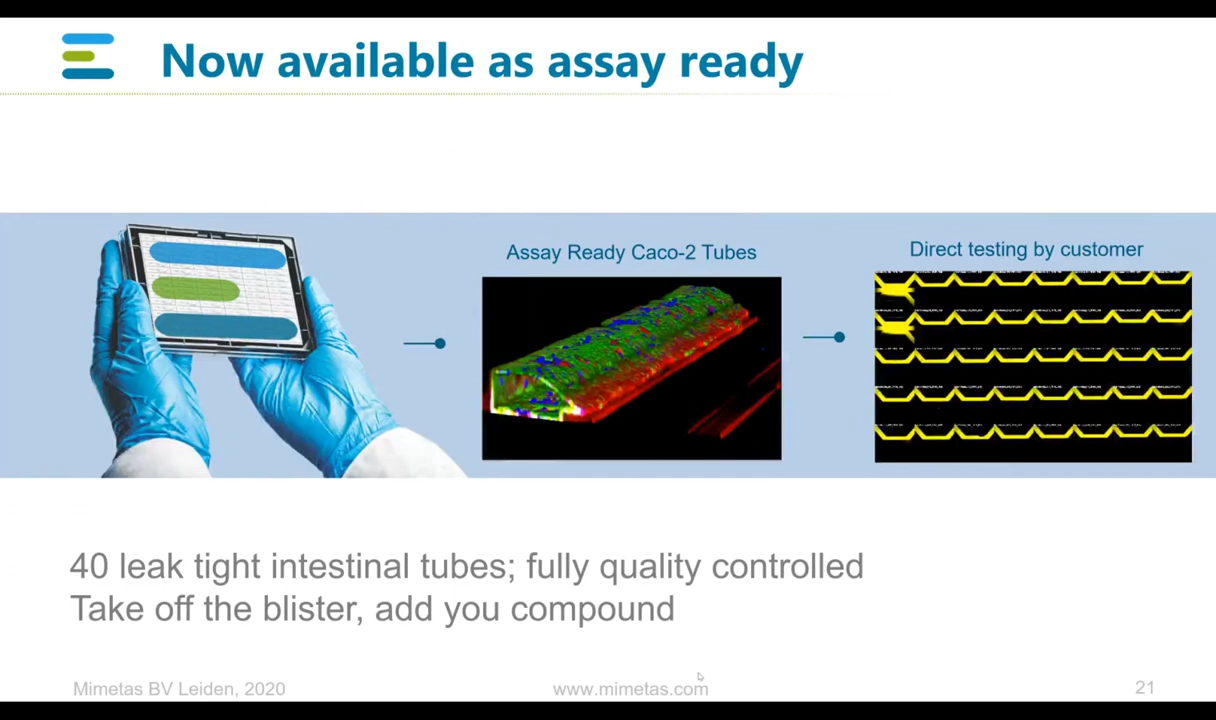 Now available as assay ready
Assay Ready Caco-2 Tubes
Direct testing by customer
40 leak tight intestinal tubes; fully quality controlled
Take off the blister, add you compound
Mimetas BV Leiden, 2020
www.mimetas.com
21